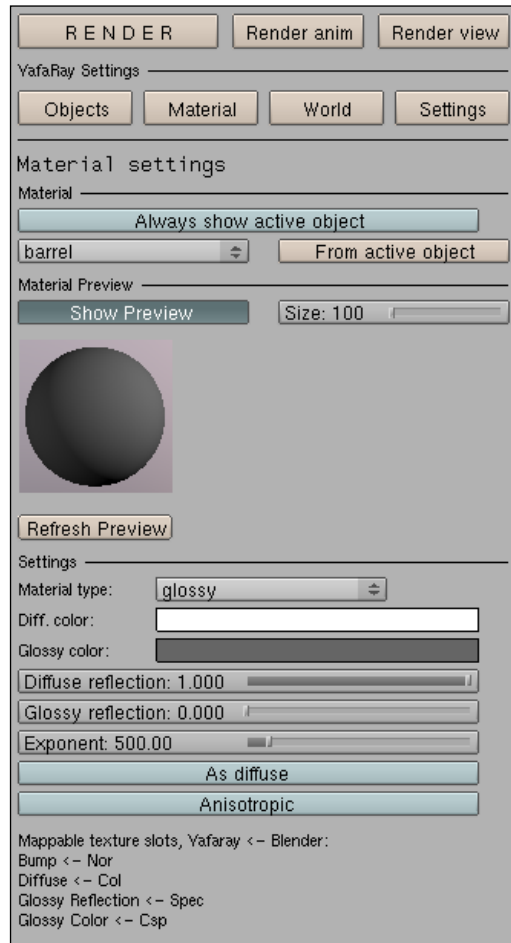 RENDER Render anim Render view
YafaRay Settings
Objects Material World Settings
Material settings
Material
Always show active object
barrel From active object
Material Preview
Show Preview Size: 100
Refresh Preview
Settings
Material type: glossy
Diff. color:
Glossy color:
Diffuse reflection: 1.000
Glossy reflection: 0.000
Exponent: 500.00
As diffuse
Anisotropic
Mappable texture slots, Yafaray <- Blender:
Bump <- Nor
Diffuse <- Col
Glossy Reflection <- Spec
Glossy Color <- Csp